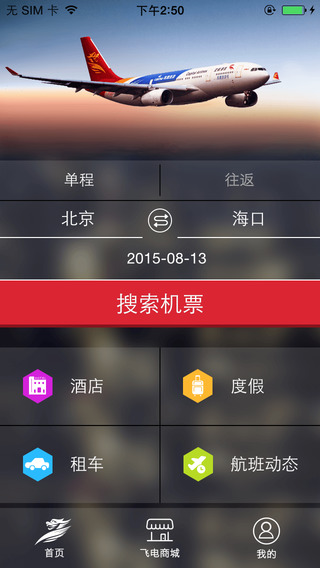 无 SIM 卡
下午2:50
Capital Airlines
单程
往返
北京
海口
2015-08-13
搜索机票
酒店
度假
租车
航班动态
首页
飞电商城
我的